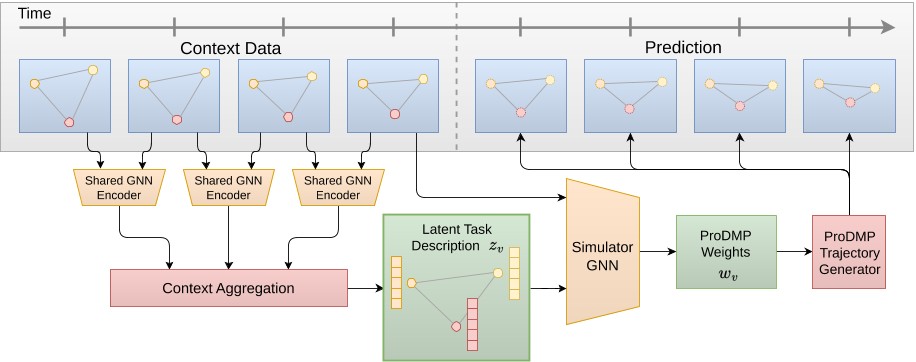 Time
Context Data
Prediction
Shared GNN
Encoder
Shared GNN
Encoder
Shared GNN
Encoder
Context Aggregation
Latent Task
Description z_v
Simulator
GNN
ProDMP
Weights
w_v
ProDMP
Trajectory
Generator